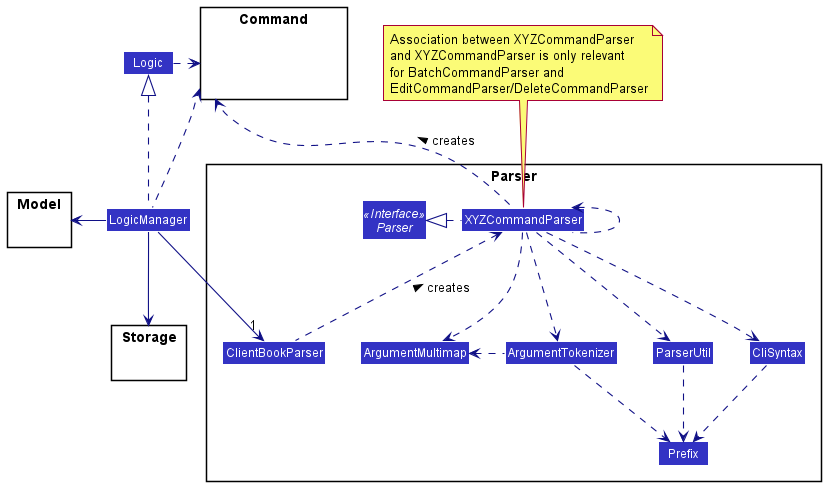 Command
Logic
Association between XYZCommandParser
and XYZCommandParser is only relevant
for BatchCommandParser and
EditCommandParser/DeleteCommandParser
creates
Parser
Model
LogicManager
«Interface»
Parser
XYZCommandParser
creates
1
Storage
ClientBookParser
ArgumentMultimap
ArgumentTokenizer
ParserUtil
CliSyntax
Prefix